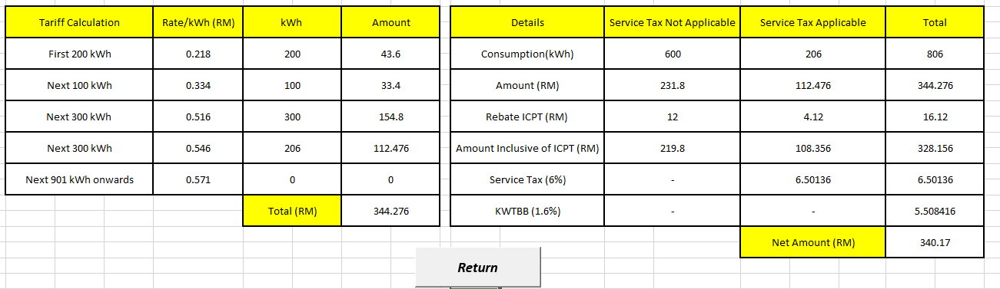 Tariff Calculation Rate/kWh (RM) kWh Amount
First 200 kWh 0.218 200 43.6
Next 100 kWh 0.334 100 33.4
Next 300 kWh 0.516 300 154.8
Next 300 kWh 0.546 206 112.476
Next 901 kWh onwards 0.571 0 0
Total (RM) 344.276
Details Service Tax Not Applicable Service Tax Applicable Total
Consumption(kWh) 600 206 806
Amount (RM) 231.8 112.476 344.276
Rebate ICPT (RM) 12 4.12 16.12
Amount Inclusive of ICPT (RM) 219.8 108.356 328.156
Service Tax (6%) - 6.50136 6.50136
KWTBB (1.6%) - - 5.508416
Net Amount (RM) 340.17
Return